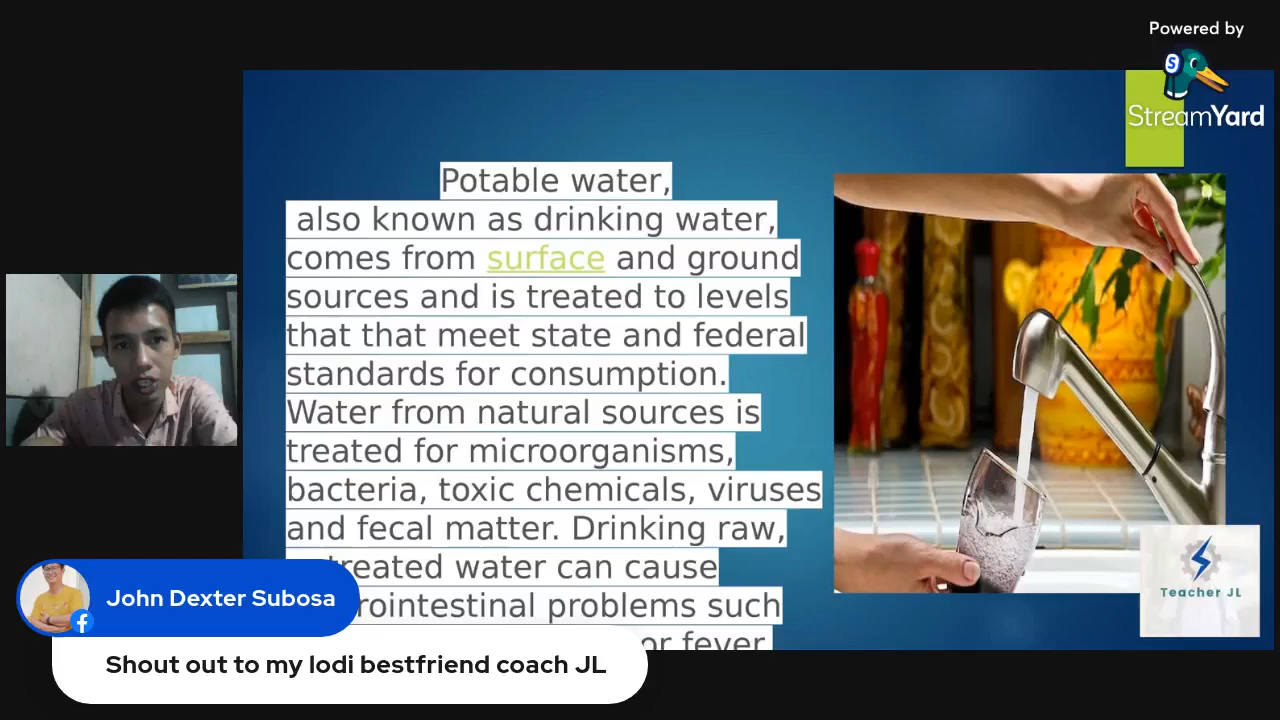 Powered by
StreamYard
Potable water,
also known as drinking water,
comes from surface and ground
sources and is treated to levels
that that meet state and federal
standards for consumption.
Water from natural sources is
treated for microorganisms,
bacteria, toxic chemicals, viruses
and fecal matter. Drinking raw,
treated water can cause
rointestinal problems such
or fever
Teacher JL
John Dexter Subosa
Shout out to my lodi bestfriend coach JL